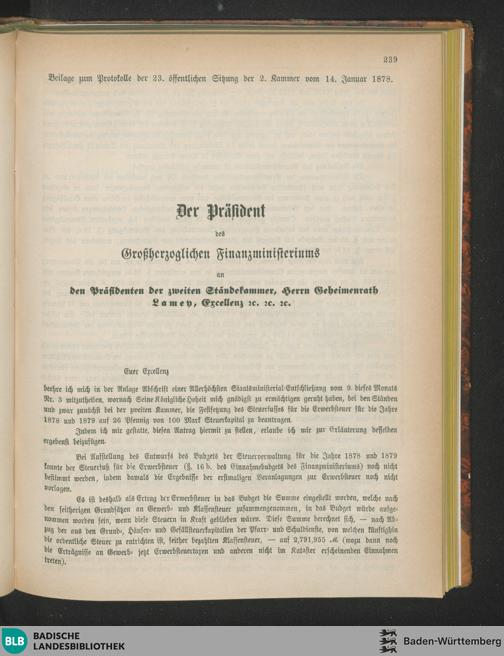 239
Beilage zum Protokolle der 23. öffentlichen Sitzung der 2. Kammer vom 14. Januar 1878.
Der Präsident
des
Großherzoglichen Finanzministeriums
an
den Präsidenten der zweiten Ständekammer, Herrn Geheimenrath
Lamey, Excellenz ꝛc. ꝛc. ꝛc.
Euer Excellenz
beehre ich mich in der Anlage Abschrift einer Allerhöchsten Staatsministerial-Entschließung vom 9. dieses Monats
Nr. 3 mitzutheilen, wornach Seine Königliche Hoheit mich gnädigst zu ermächtigen geruht haben, bei den Ständen
und zwar zunächst bei der zweiten Kammer, die Festsetzung des Steuerfußes für die Erwerbsteuer für die Jahre
1878 und 1879 auf 26 Pfennig von 100 Mark Steuerkapital zu beantragen.
Indem ich mir gestatte, diesen Antrag hiermit zu stellen, erlaube ich mir zur Erläuterung desselben
ergebenst beizufügen.
Bei Aufstellung des Entwurfs des Budgets der Steuerverwaltung für die Jahre 1878 und 1879
konnte der Steuerfuß für die Erwerbsteuer (§. 16 b. des Einnahmebudgets des Finanzministeriums) noch nicht
bestimmt werden, indem damals die Ergebnisse der erstmaligen Veranlagungen zur Erwerbsteuer noch nicht
vorlagen.
Es ist deshalb als Ertrag der Erwerbsteuer in das Budget die Summe eingestellt worden, welche nach
den seitherigen Grundsätzen an Gewerb- und Klassensteuer zusammengenommen, in das Budget würde aufge-
nommen worden sein, wenn diese Steuern in Kraft geblieben wären. Diese Summe berechnet sich, — nach Ab-
zug der aus den Grund-, Häuser- und Gefällsteuerkapitalien der Pfarr- und Schuldienste, von welchen künftighin
die ordentliche Steuer zu entrichten ist, seither bezahlten Klassensteuer, — auf 2,791,955 ℳ (wozu dann noch
die Erträgnisse an Gewerb- jetzt Erwerbsteuertaxen und anderen nicht im Kataster erscheinenden Einnahmen
treten).
BLB
BADISCHE
LANDESBIBLIOTHEK
Baden-Württemberg